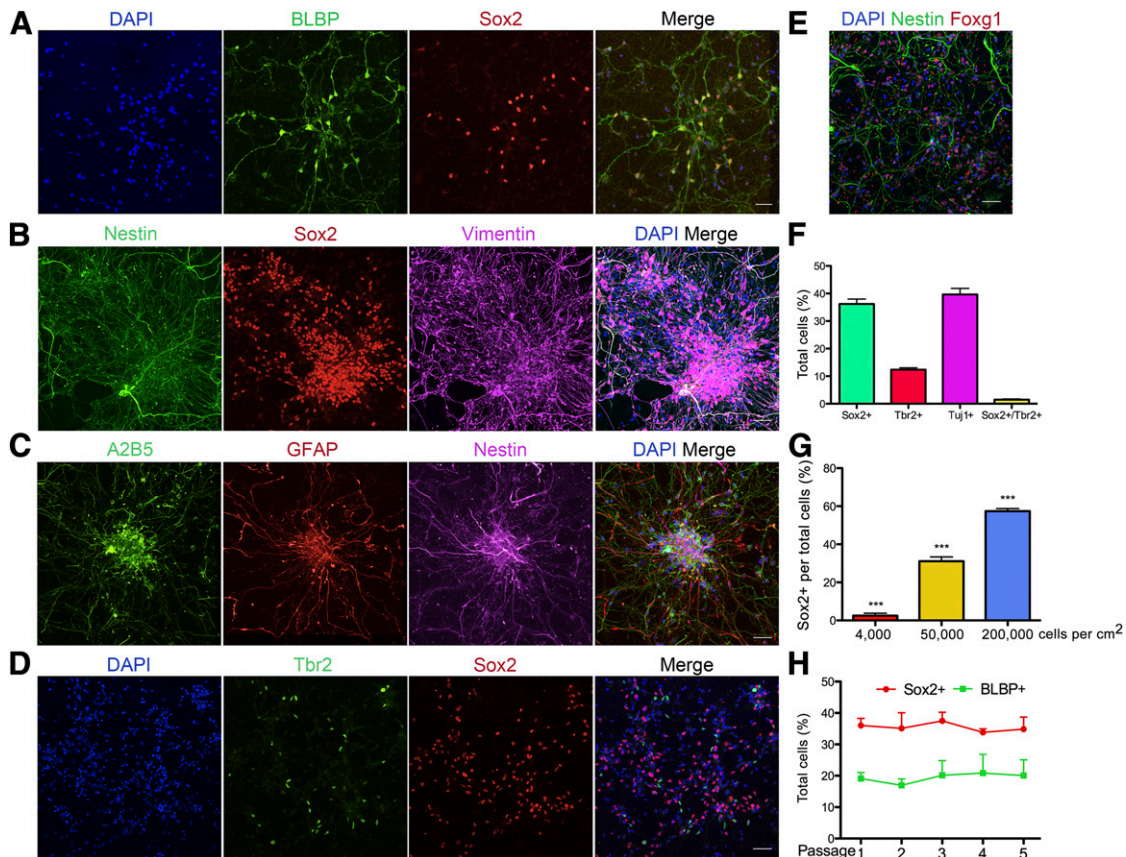 A
DAPI BLBP Sox2 Merge
B
Nestin Sox2 Vimentin DAPI Merge
C
A2B5 GFAP Nestin DAPI Merge
D
DAPI Tbr2 Sox2 Merge
E
DAPI Nestin Foxg1
F
Total cells (%)
50
40
30
20
10
0
Sox2+ Tbr2+ Tuj1+ Sox2+/Tbr2+
G
Sox2+ per total cells (%)
80
60
40
20
0
***
***
***
4,000 50,000 200,000 cells per cm2
H
Sox2+ BLBP+
Total cells (%)
50
40
30
20
10
0
Passage 1 2 3 4 5